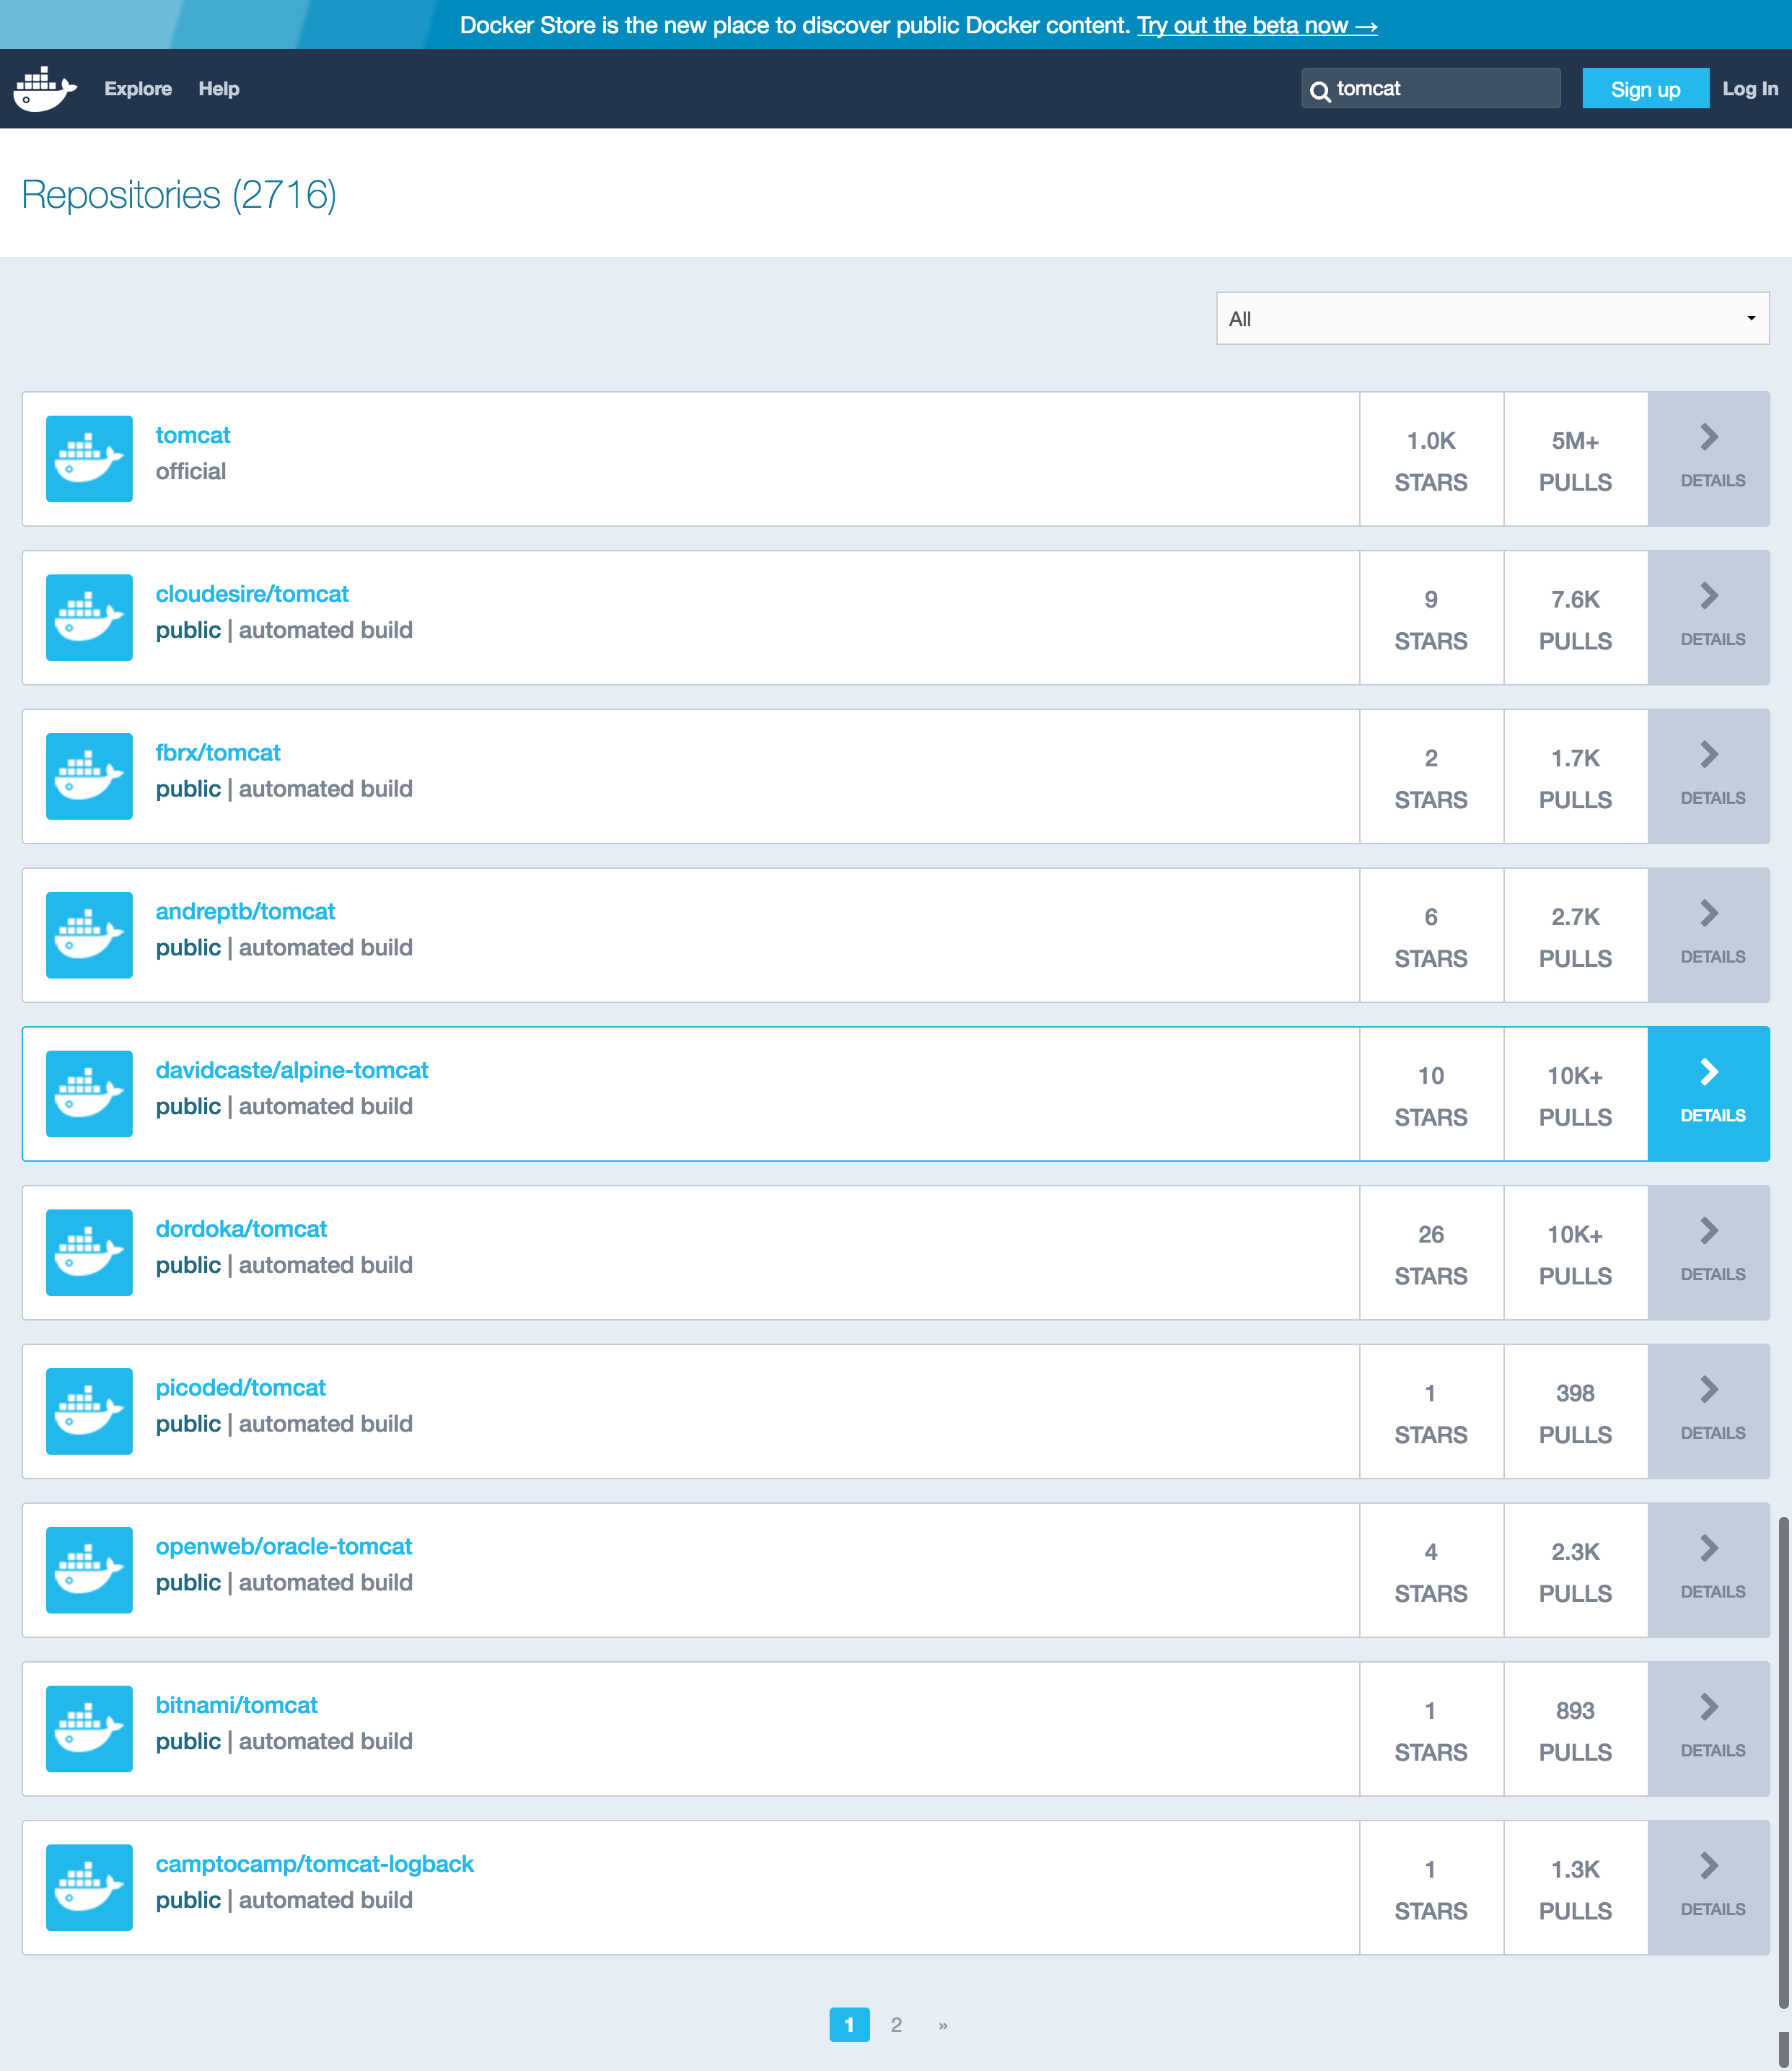 Docker Store is the new place to discover public Docker content. Try out the beta now →
Explore Help tomcat Sign up Log In
Repositories (2716)
All
tomcat
official
1.0K
STARS
5M+
PULLS
DETAILS
cloudesire/tomcat
public | automated build
9
STARS
7.6K
PULLS
DETAILS
fbrx/tomcat
public | automated build
2
STARS
1.7K
PULLS
DETAILS
andreptb/tomcat
public | automated build
6
STARS
2.7K
PULLS
DETAILS
davidcaste/alpine-tomcat
public | automated build
10
STARS
10K+
PULLS
DETAILS
dordoka/tomcat
public | automated build
26
STARS
10K+
PULLS
DETAILS
picoded/tomcat
public | automated build
1
STARS
398
PULLS
DETAILS
openweb/oracle-tomcat
public | automated build
4
STARS
2.3K
PULLS
DETAILS
bitnami/tomcat
public | automated build
1
STARS
893
PULLS
DETAILS
camptocamp/tomcat-logback
public | automated build
1
STARS
1.3K
PULLS
DETAILS
1 2 »